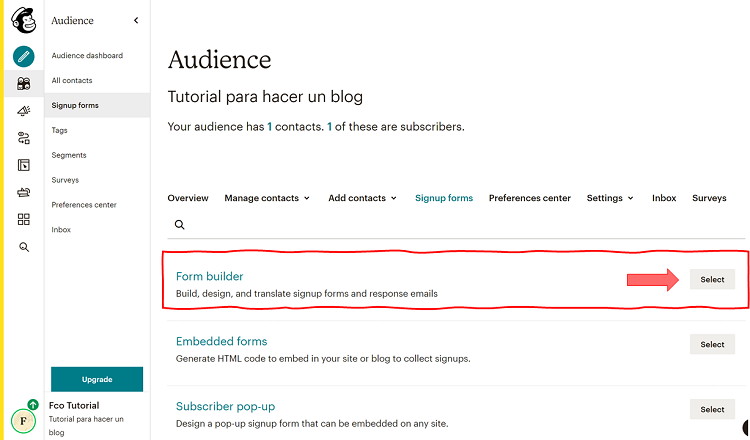 Audience
Audience dashboard
All contacts
Signup forms
Tags
Segments
Surveys
Preferences center
Inbox
Upgrade
F
Fco Tutorial
Tutorial para hacer un
blog
Audience
Tutorial para hacer un blog
Your audience has 1 contacts. 1 of these are subscribers.
Overview Manage contacts Add contacts Signup forms Preferences center Settings Inbox Surveys
Form builder
Build, design, and translate signup forms and response emails
Select
Embedded forms
Generate HTML code to embed in your site or blog to collect signups.
Select
Subscriber pop-up
Design a pop-up signup form that can be embedded on any site.
Select